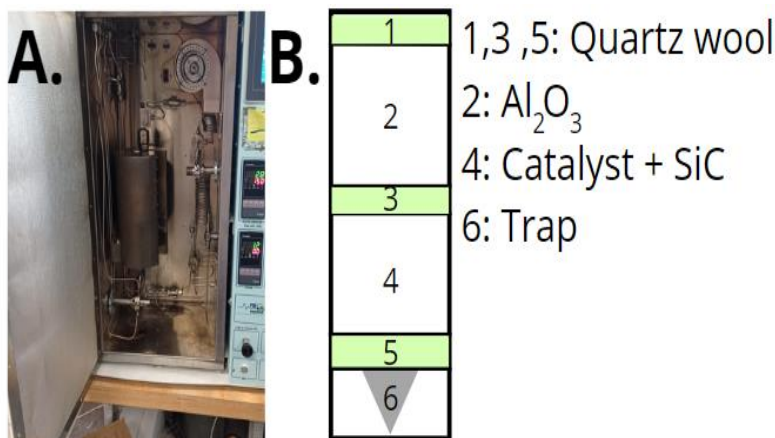 A.
B.
1
2
3
4
5
6
1,3 ,5: Quartz wool
2: Al₂O₃
4: Catalyst + SiC
6: Trap